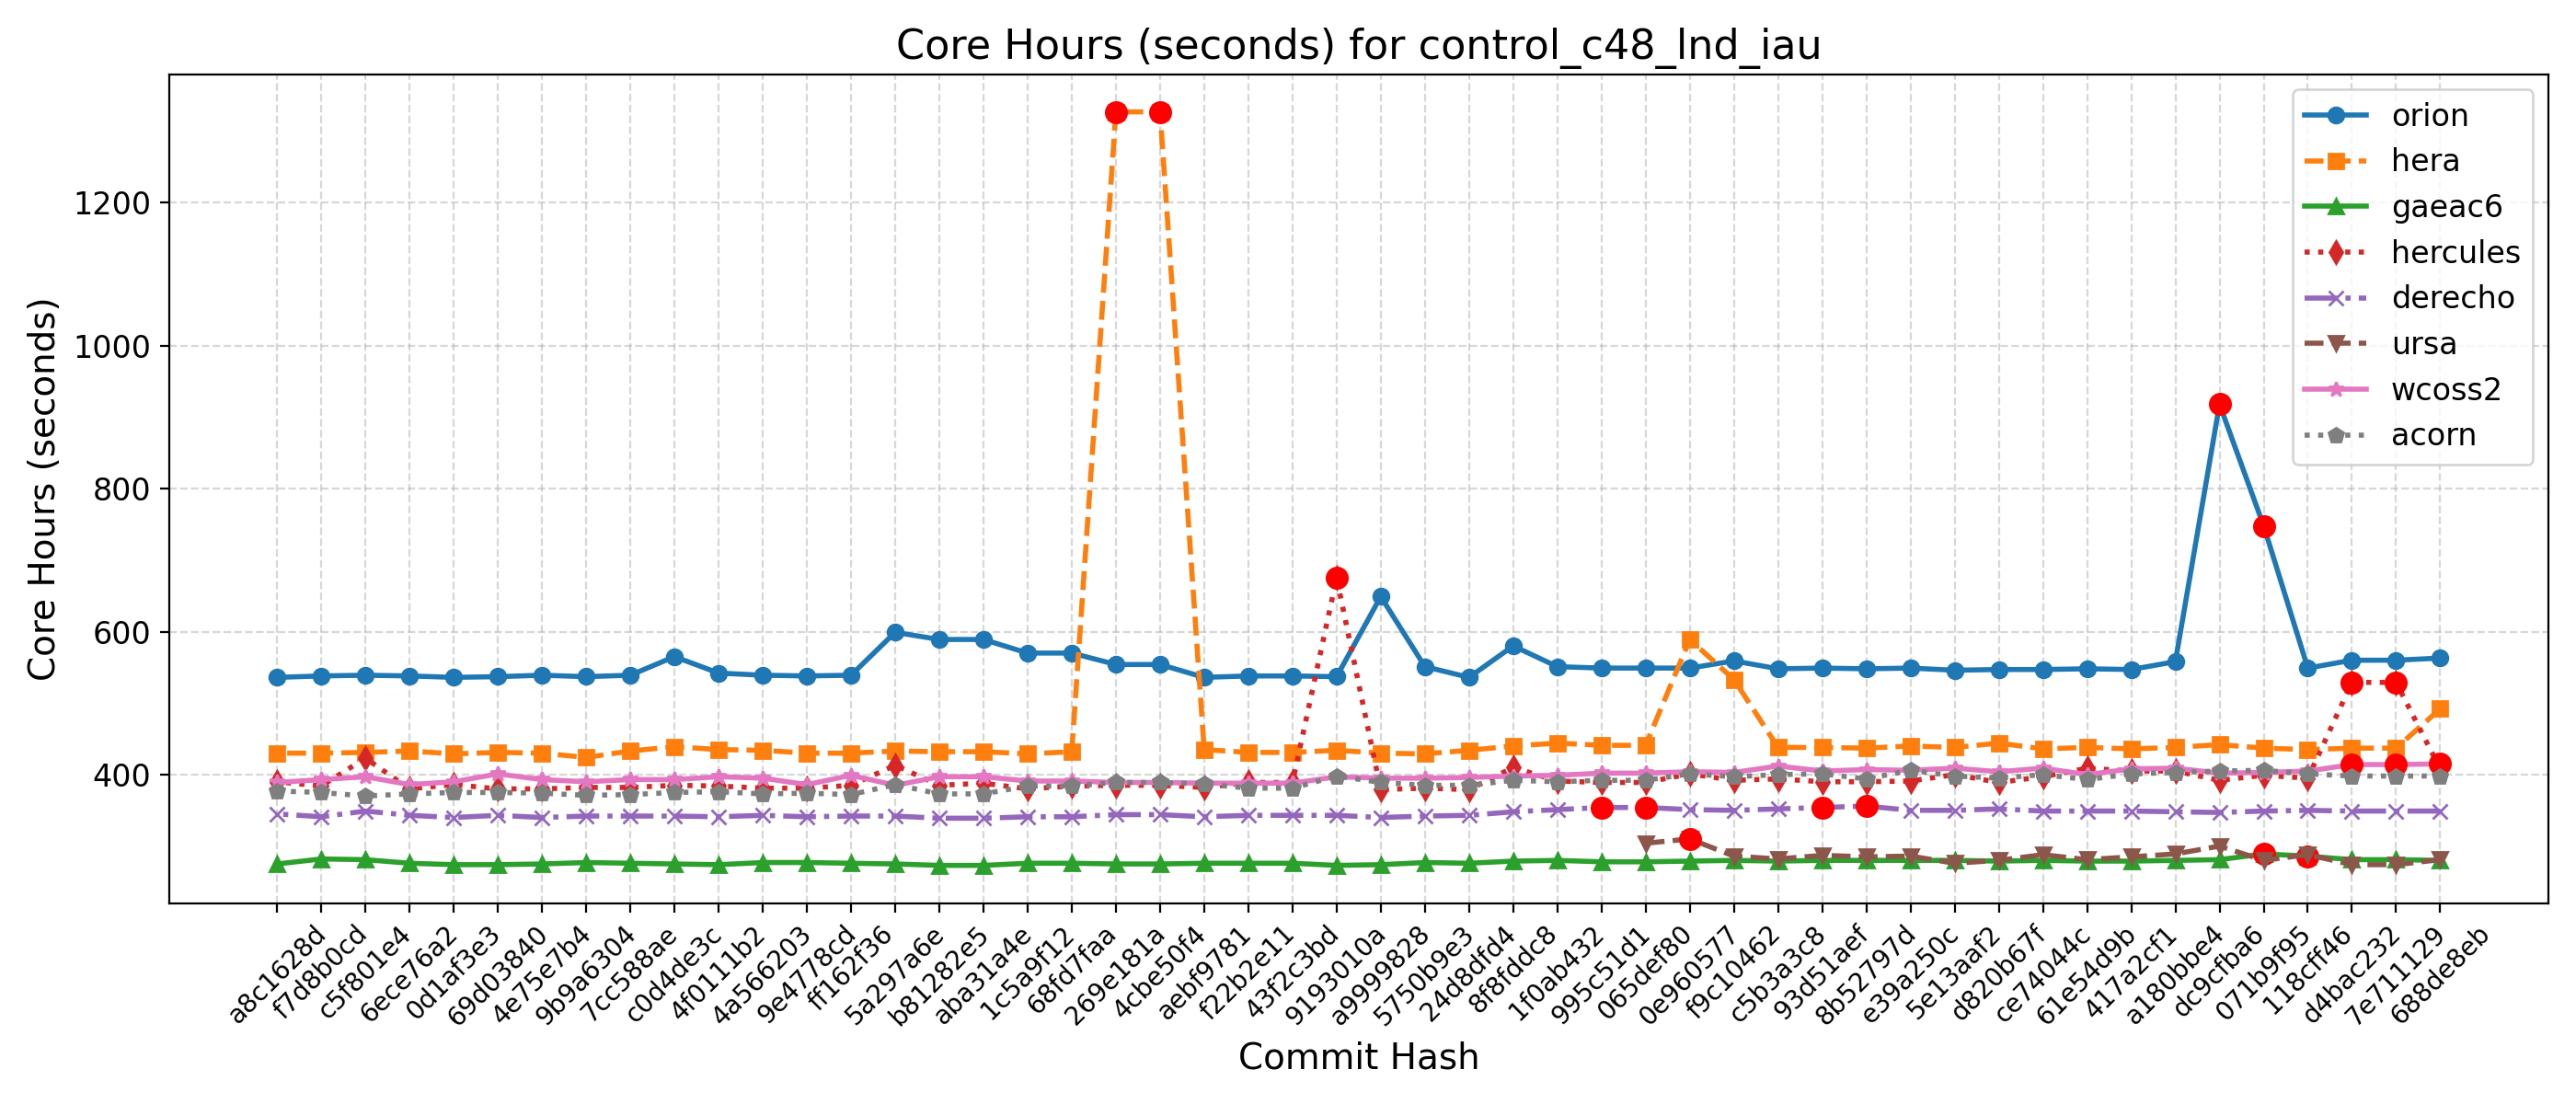 Core Hours (seconds) for control_c48_lnd_iau
Core Hours (seconds)
1200
1000
800
600
400
orion
hera
gaeac6
hercules
derecho
ursa
wcoss2
acorn
a8c1628d
f7d8b0cd
c5f801e4
6ece76a2
0d1af3e3
69d03840
4e75e7b4
9b9a6304
7cc588ae
c0d4de3c
4f0111b2
4a566203
9e4778cd
ff162f36
5a297a6e
b81282e5
aba31a4e
1c5a9f12
68fd7faa
269e181a
4cbe50f4
aebf9781
f22b2e11
43f2c3bd
9193010a
a9999828
5750b9e3
24d8dfd4
8f8fddc8
1f0ab432
995c51d1
065def80
0e960577
f9c10462
c5b3a3c8
93d51aef
8b52797d
e39a250c
5e13aaf2
d820b67f
ce74044c
61e54d9b
417a2cf1
a180bbe4
dc9cfba6
071b9f95
118cff46
d4bac232
7e711129
688de8eb
Commit Hash